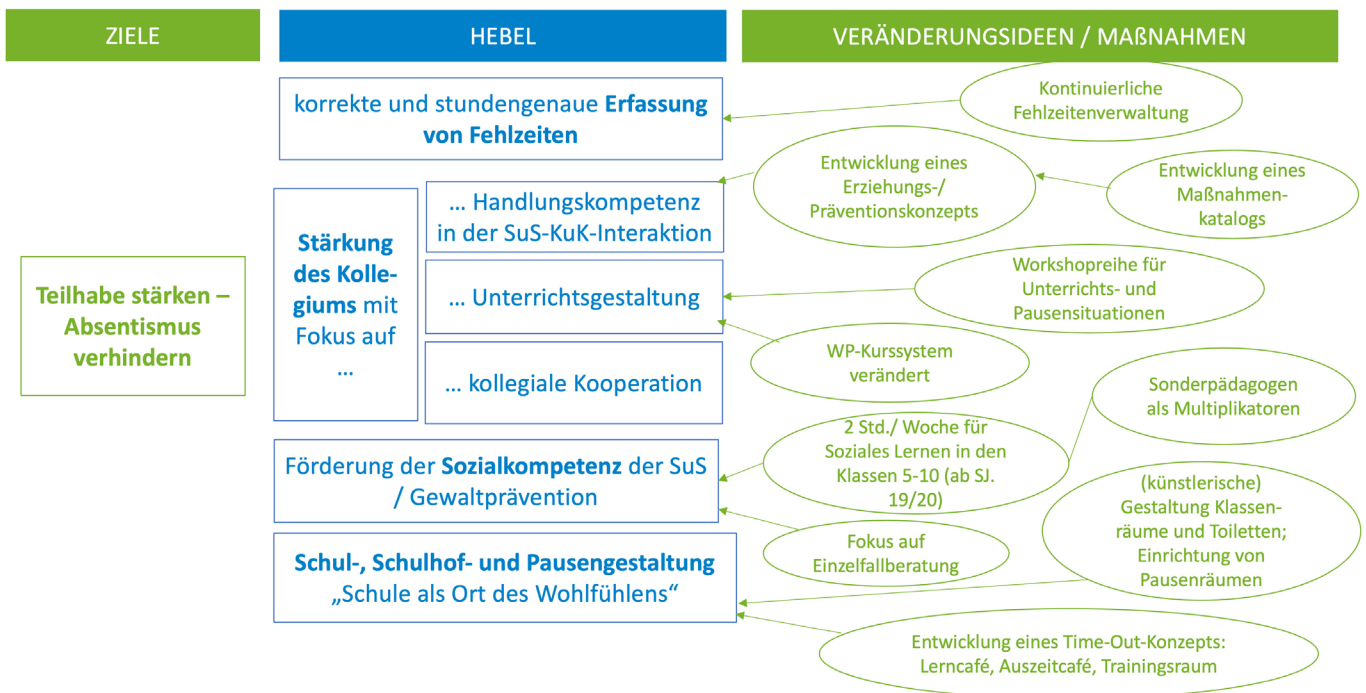 ZIELE
HEBEL
VERÄNDERUNGSIDEEN / MAßNAHMEN
Teilhabe stärken –
Absentismus
verhindern
korrekte und stundengenaue Erfassung
von Fehlzeiten
Stärkung
des Kolle-
giums mit
Fokus auf
...
... Handlungskompetenz
in der SuS-KuK-Interaktion
... Unterrichtsgestaltung
... kollegiale Kooperation
Förderung der Sozialkompetenz der SuS
/ Gewaltprävention
Schul-, Schulhof- und Pausengestaltung
„Schule als Ort des Wohlfühlens“
Kontinuierliche
Fehlzeitenverwaltung
Entwicklung eines
Erziehungs-/
Präventionskonzepts
Entwicklung eines
Maßnahmen-
katalogs
Workshopreihe für
Unterrichts- und
Pausensituationen
WP-Kurssystem
verändert
Sonderpädagogen
als Multiplikatoren
2 Std./ Woche für
Soziales Lernen in den
Klassen 5-10 (ab SJ.
19/20)
Fokus auf
Einzelfallberatung
(künstlerische)
Gestaltung Klassen-
räume und Toiletten;
Einrichtung von
Pausenräumen
Entwicklung eines Time-Out-Konzepts:
Lerncafé, Auszeitcafé, Trainingsraum